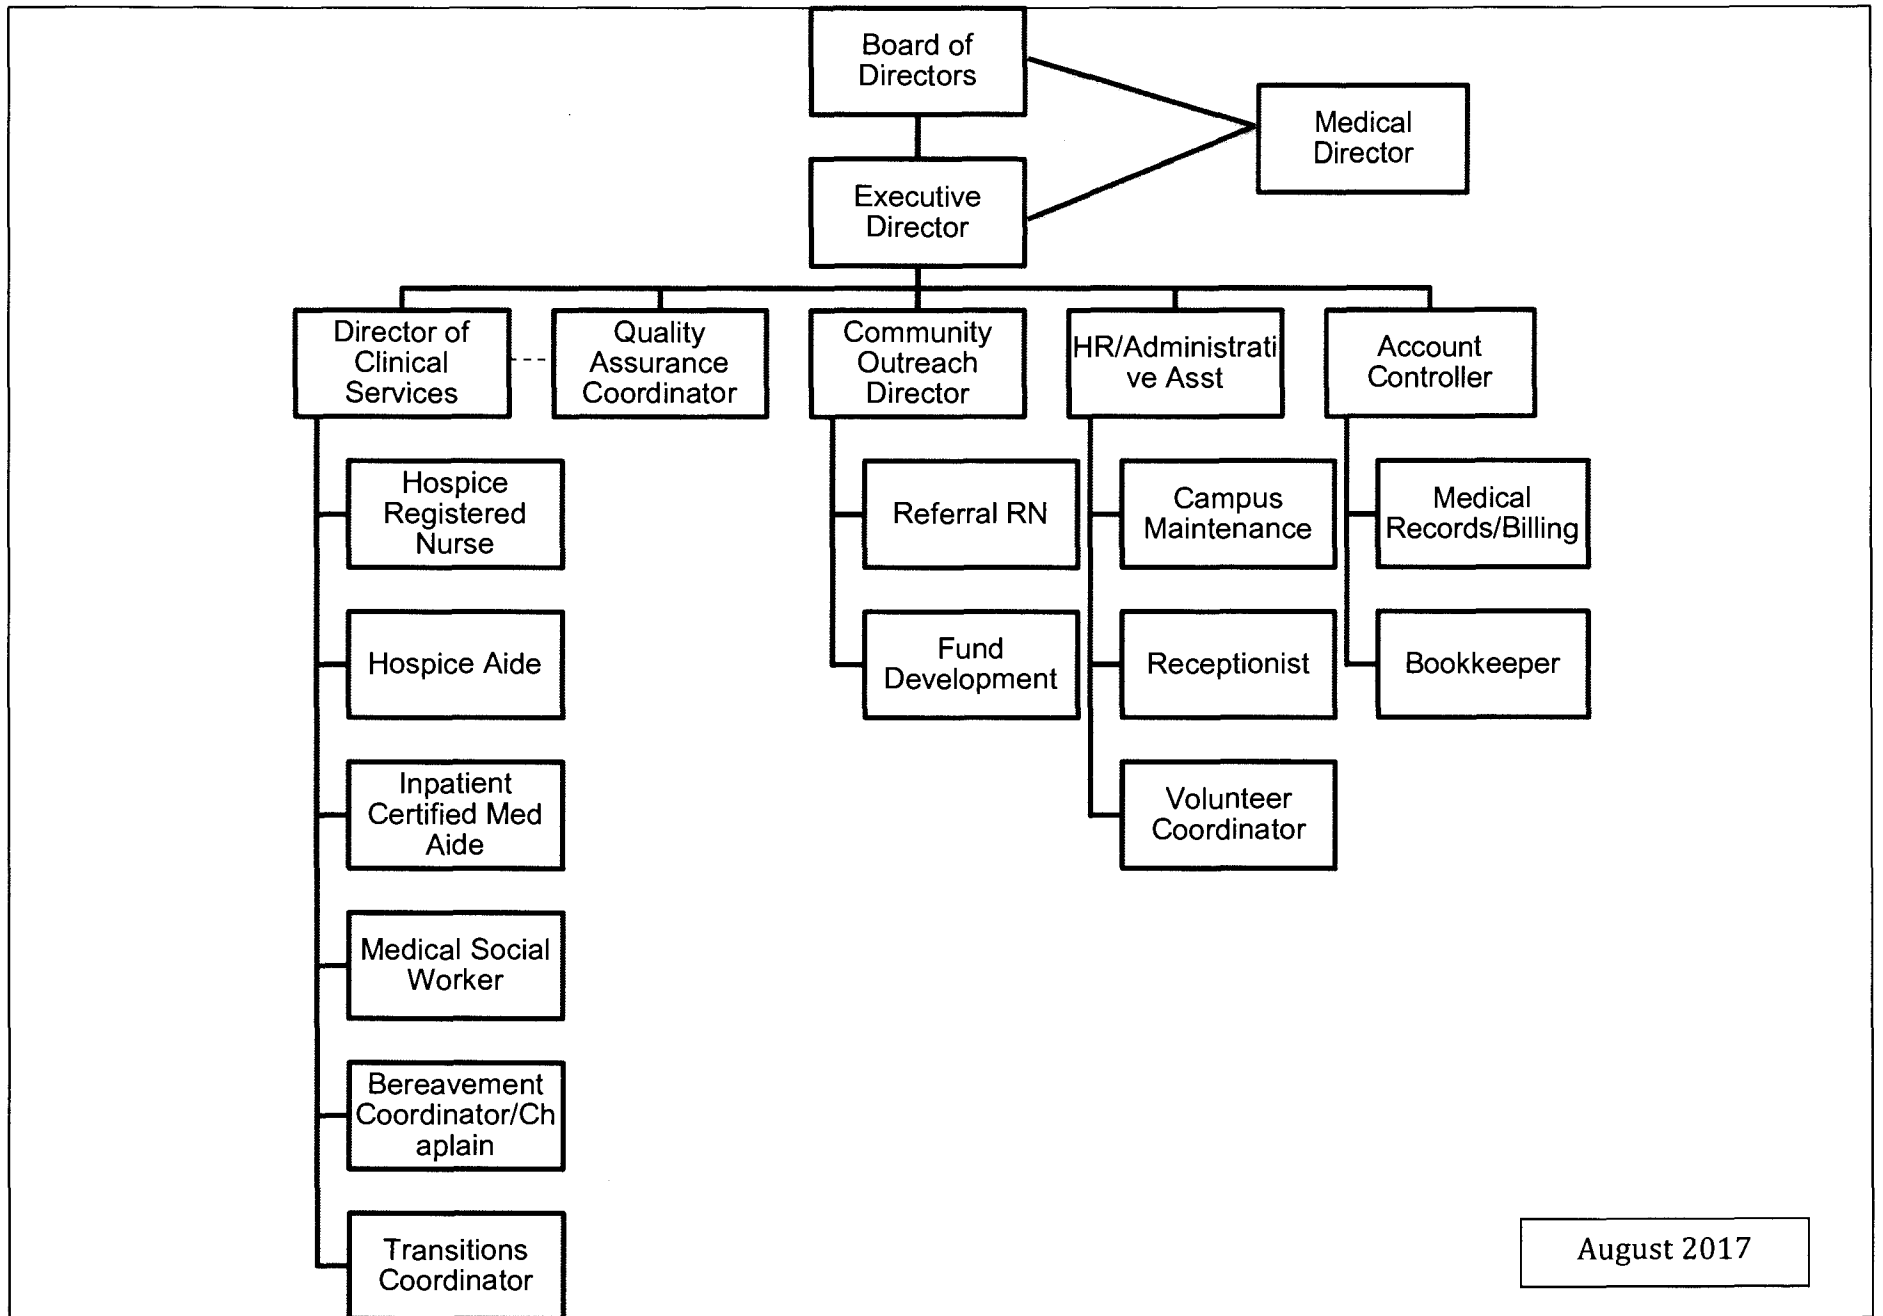 Board of
Directors
Medical
Director
Executive
Director
Director of
Clinical
Services
Quality
Assurance
Coordinator
Community
Outreach
Director
HR/Administrati
ve Asst
Account
Controller
Hospice
Registered
Nurse
Referral RN
Campus
Maintenance
Medical
Records/Billing
Hospice Aide
Fund
Development
Receptionist
Bookkeeper
Inpatient
Certified Med
Aide
Volunteer
Coordinator
Medical Social
Worker
Bereavement
Coordinator/Ch
aplain
Transitions
Coordinator
August 2017